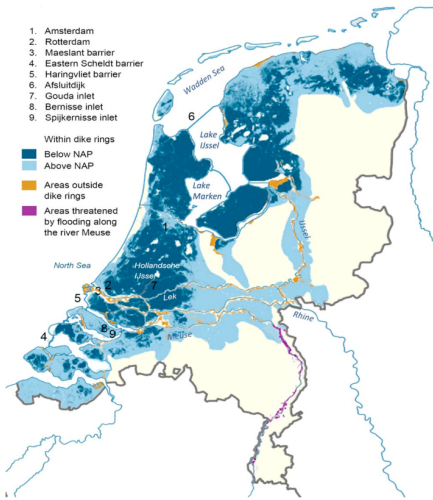 1. Amsterdam
2. Rotterdam
3. Maeslant barrier
4. Eastern Scheldt barrier
5. Haringvliet barrier
6. Afsluitdijk
7. Gouda inlet
8. Bernisse inlet
9. Spijkernisse inlet
Within dike rings
Below NAP
Above NAP
Areas outside
dike rings
Areas threatened
by flooding along
the river Meuse
Wadden Sea
6
Lake
IJssel
Lake
Marken
1
IJssel
North Sea
Hollandsche
IJssel
3
2
7
Lek
5
4
8
9
Meuse
Rhine